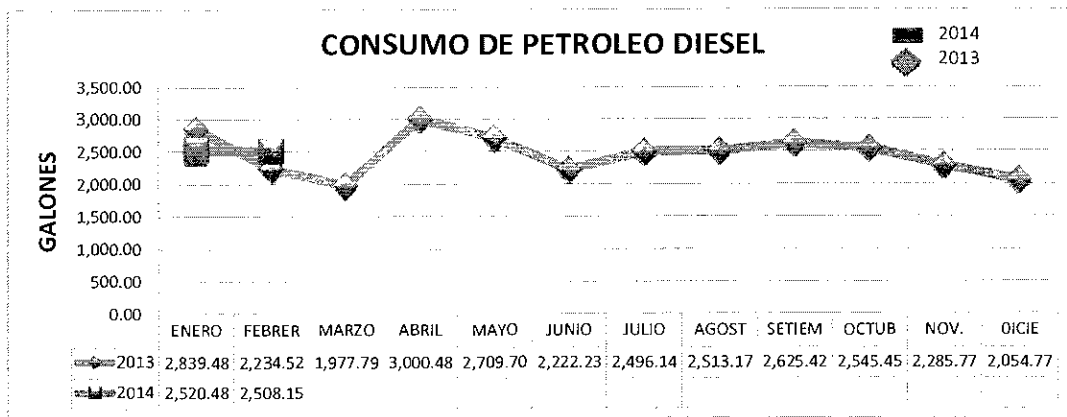 CONSUMO DE PETROLEO DIESEL
2014
2013
GALONES
3,500.00
3,000.00
2,500.00
2,000.00
1,500.00
1,000.00
500.00
0.00
ENERO FEBRER MARZO ABRIL MAYO JUNIO JULIO AGOST SETIEM OCTUB NOV. DICIE
2013 2,839.48 2,234.52 1,977.79 3,000.48 2,709.70 2,222.23 2,496.14 2,513.17 2,625.42 2,545.45 2,285.77 2,054.77
2014 2,520.48 2,508.15